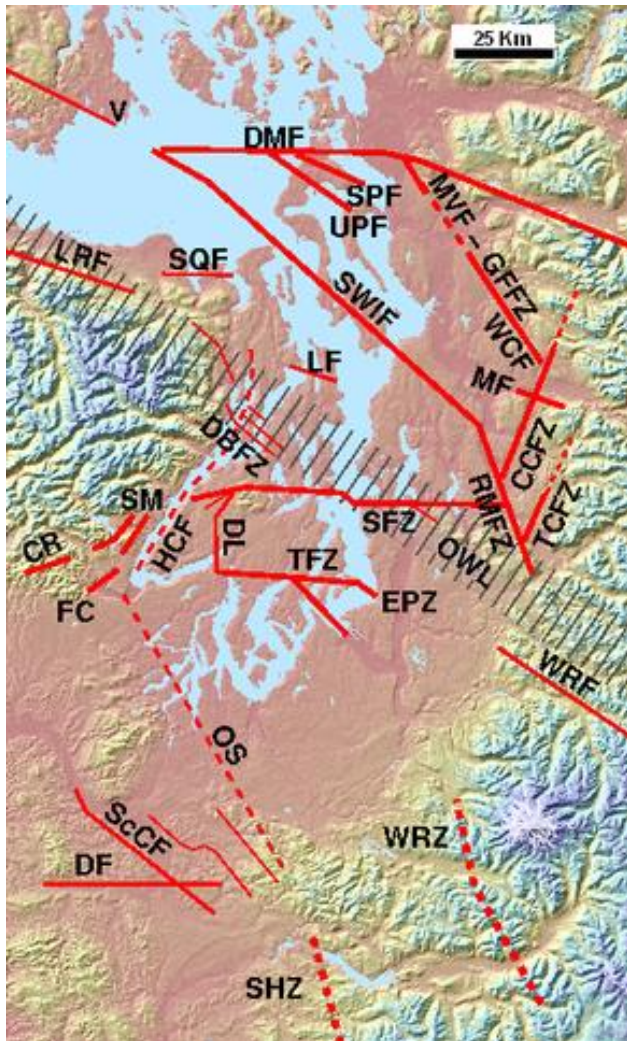 25 Km
V
DMF
SPF
UPF
MVF - GFFZ
LRF
SQF
SWIF
WCF
LF
MF
DBFZ
CCFZ
SM
HCF
RMFZ
TCFZ
CR
DL
SFZ
OWL
TFZ
FC
EPZ
WRF
OS
ScCF
WRZ
DF
SHZ